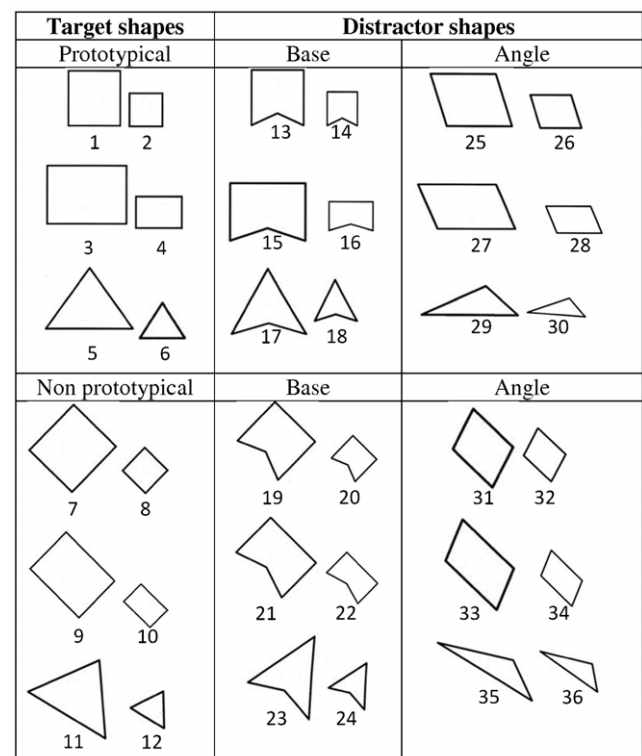 Target shapes Distractor shapes
Prototypical Base Angle
1 2 13 14 25 26
3 4 15 16 27 28
5 6 17 18 29 30
Non prototypical Base Angle
7 8 19 20 31 32
9 10 21 22 33 34
11 12 23 24 35 36